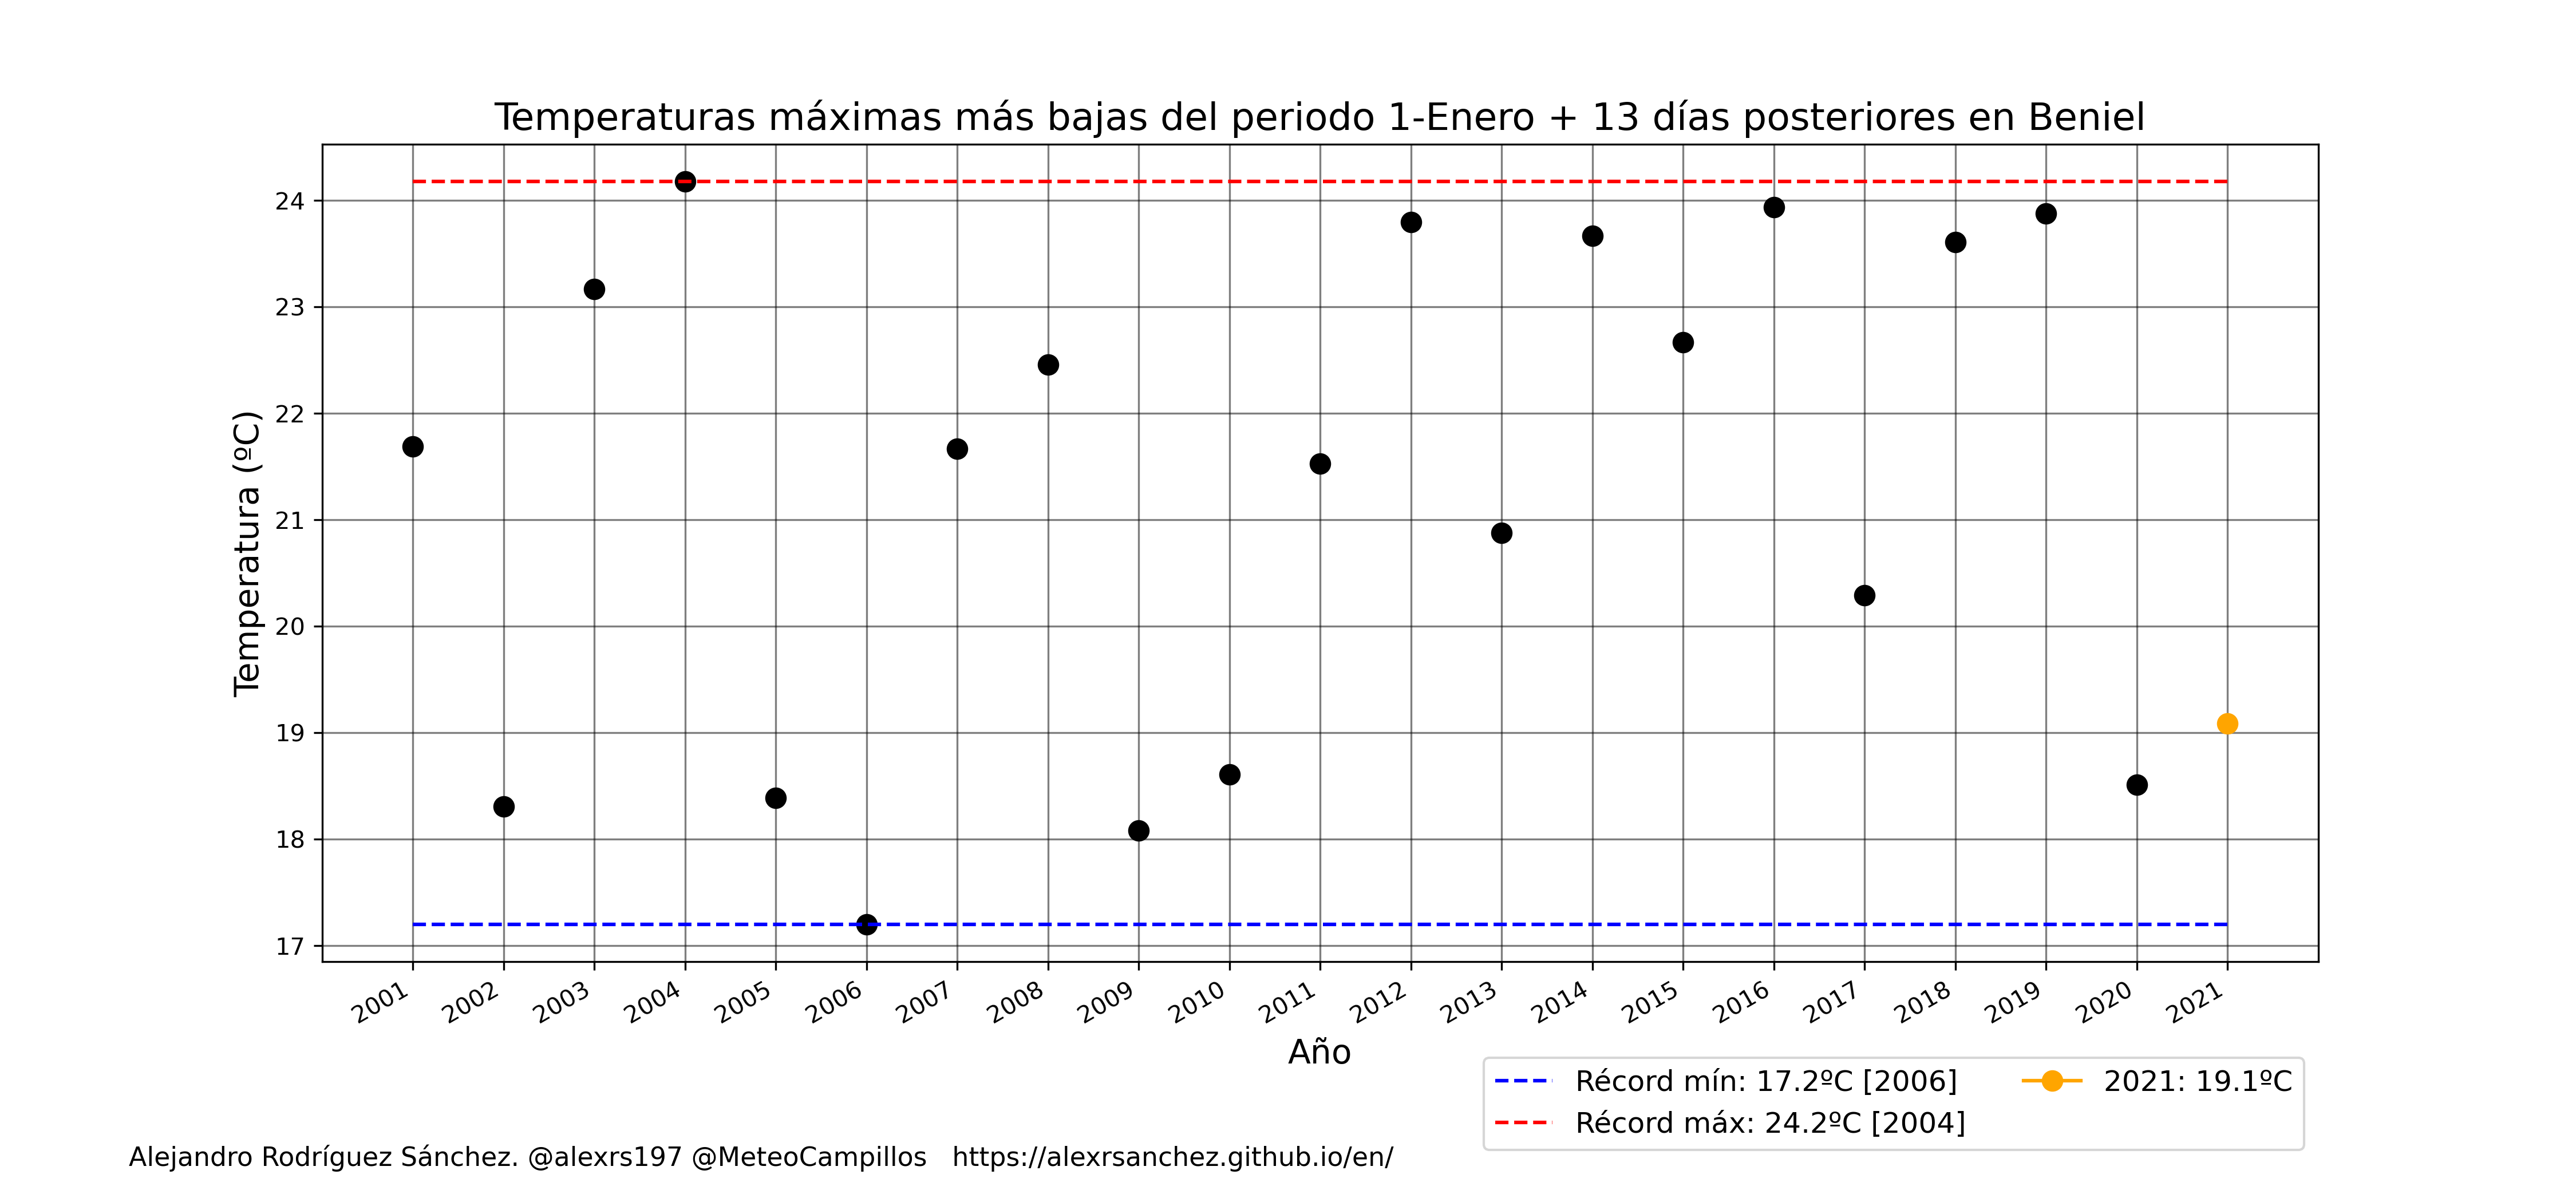 Temperaturas máximas más bajas del periodo 1-Enero + 13 días posteriores en Beniel
Temperatura (ºC)
24
23
22
21
20
19
18
17
2001 2002 2003 2004 2005 2006 2007 2008 2009 2010 2011 2012 2013 2014 2015 2016 2017 2018 2019 2020 2021
Año
Récord mín: 17.2ºC [2006]
Récord máx: 24.2ºC [2004]
2021: 19.1ºC
Alejandro Rodríguez Sánchez. @alexrs197 @MeteoCampillos https://alexrsanchez.github.io/en/